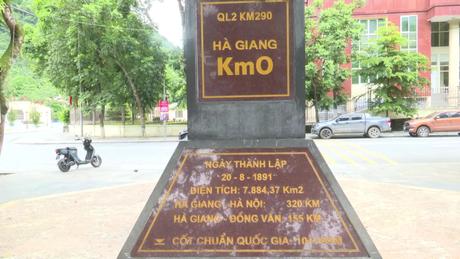 QL2 KM290
HÀ GIANG
Km0
NGÀY THÀNH LẬP
20 - 8 - 1891
DIỆN TÍCH: 7.884,37 Km2
HÀ GIANG - HÀ NỘI: 320 KM
HÀ GIANG - ĐỒNG VĂN: 155 KM
CỐT CHUẨN QUỐC GIA: